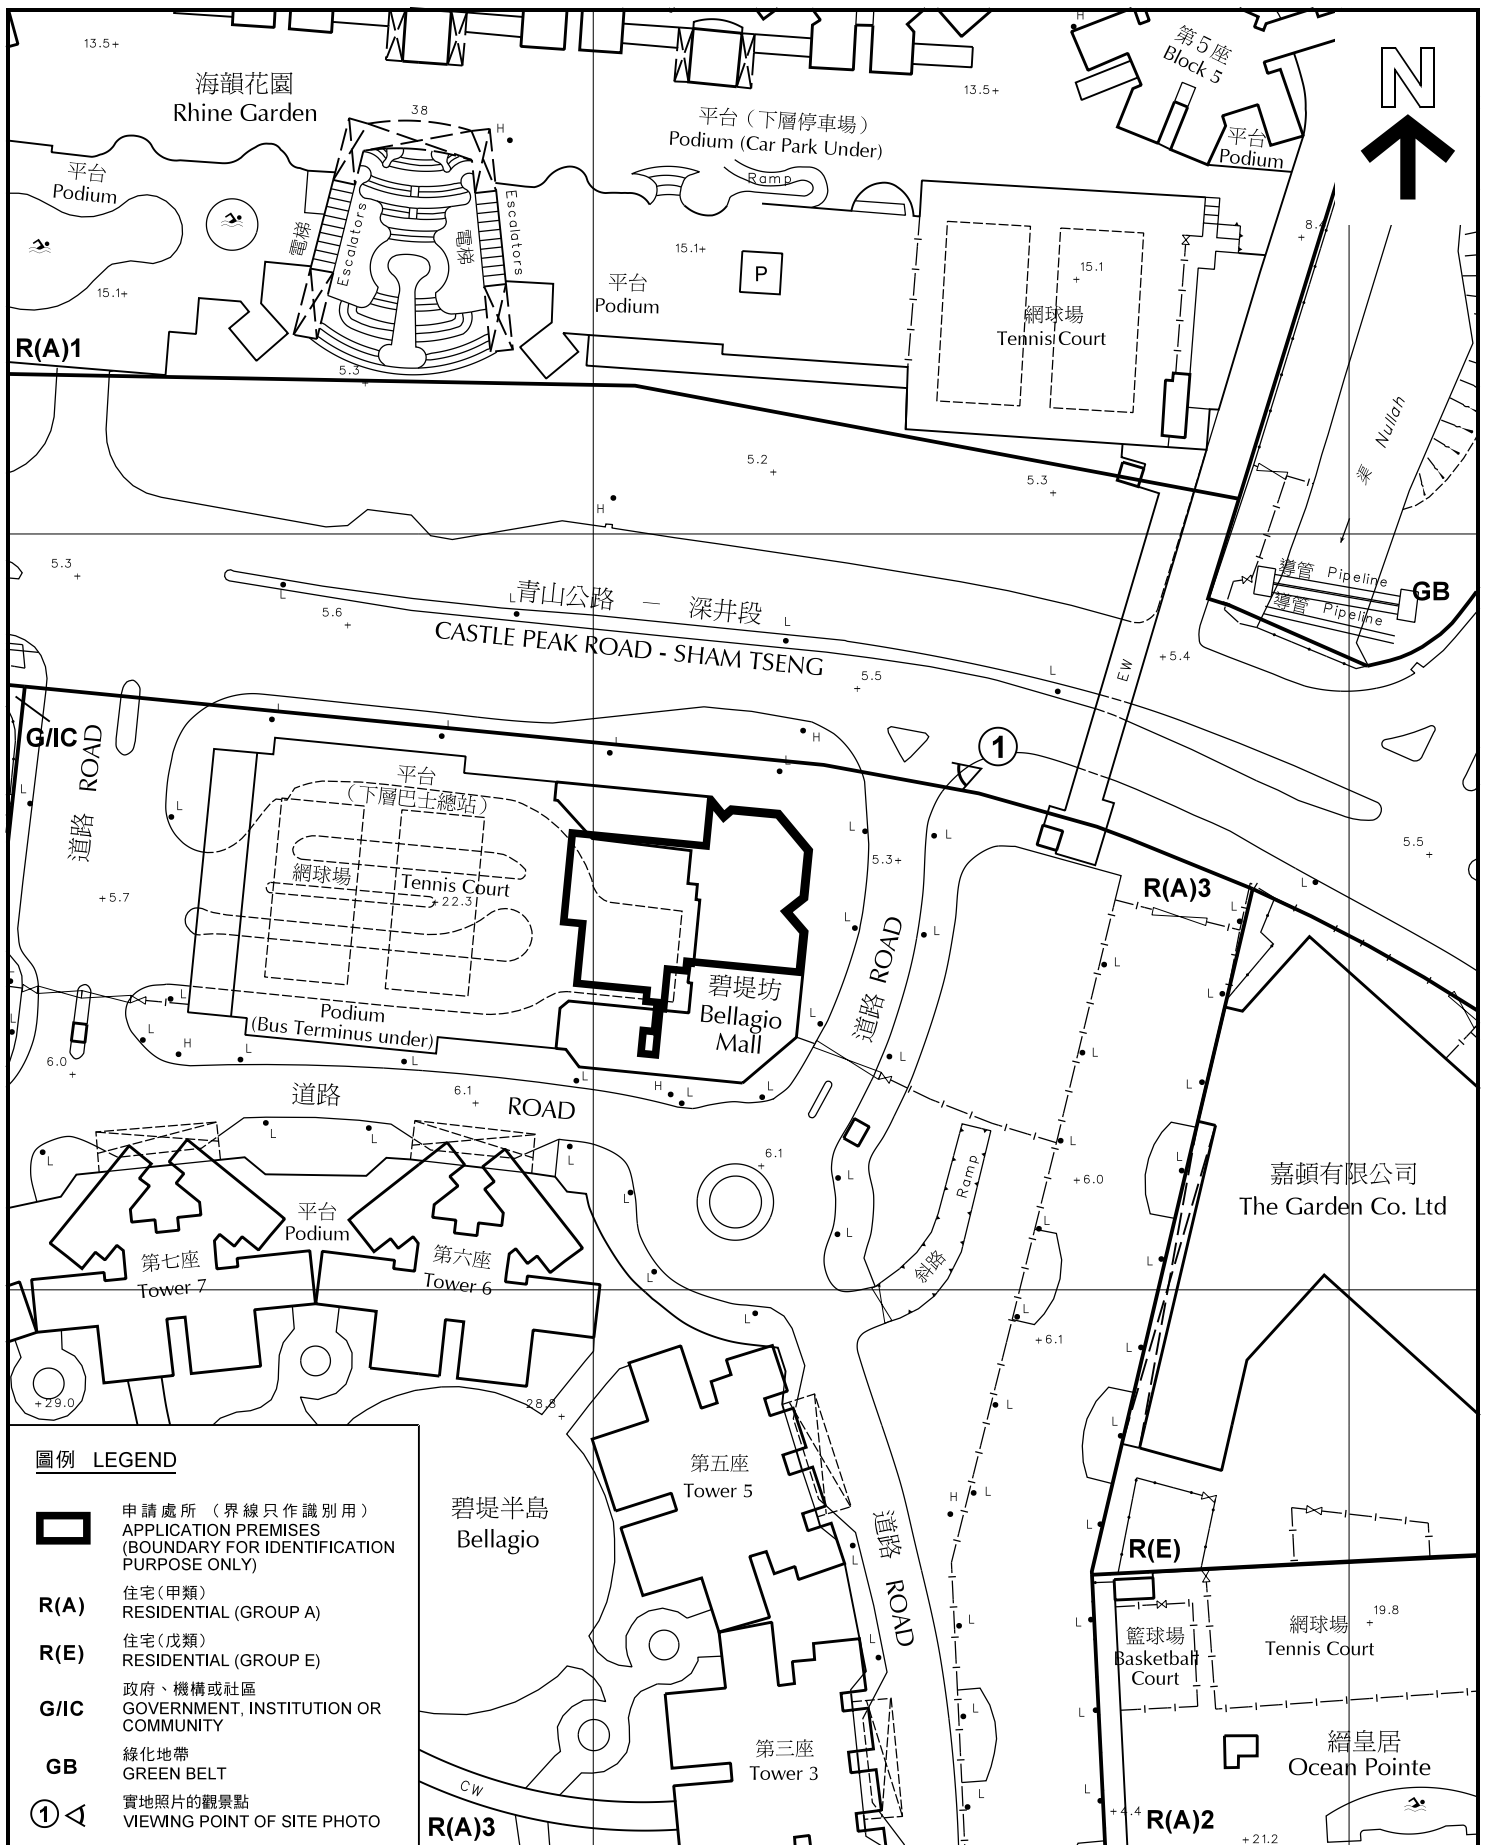 13.5+
海韻花園
Rhine Garden
38
H
平台（下層停車場）
Podium (Car Park Under)
13.5+
H
第5座
Block 5
平台
Podium
N
平台
Podium
Ramp
電梯
Escalators
電梯
Escalators
15.1+
15.1+
P
平台
Podium
15.1
網球場
Tennis Court
R(A)1
5.3
5.2
5.3
H
渠 Nullah
導管 Pipeline
導管 Pipeline
GB
5.3
5.6
L
L
L
L
青山公路 － 深井段
CASTLE PEAK ROAD - SHAM TSENG
5.5
EW
+5.4
G/IC
道路 ROAD
L
L
L
L
L
L
H
1
平台
（下層巴士總站）
網球場
Tennis Court
+22.3
+5.7
5.3+
L
L
L
L
道路 ROAD
R(A)3
5.5
L
L
L
L
碧堤坊
Bellagio
Mall
Podium
(Bus Terminus under)
L
L
L
L
H
L
L
L
H
L
L
L
L
L
L
6.0
道路
6.1
ROAD
6.1
L
L
L
L
L
L
L
L
L
L
+6.0
Ramp
斜路
嘉頓有限公司
The Garden Co. Ltd
平台
Podium
第七座
Tower 7
第六座
Tower 6
L
L
L
L
L
+6.1
L
+29.0
28.8
第五座
Tower 5
L
L
碧堤半島
Bellagio
H
L
L
L
道路 ROAD
R(E)
籃球場
Basketball
Court
網球場
Tennis Court
19.8
L
L
L
第三座
Tower 3
L
L
L
縉皇居
Ocean Pointe
CW
R(A)3
L
L
+4.4
R(A)2
+21.2
圖例 LEGEND
申請處所 （界線只作識別用）
APPLICATION PREMISES
(BOUNDARY FOR IDENTIFICATION
PURPOSE ONLY)
R(A)
住宅（甲類）
RESIDENTIAL (GROUP A)
R(E)
住宅（戊類）
RESIDENTIAL (GROUP E)
G/IC
政府、機構或社區
GOVERNMENT, INSTITUTION OR
COMMUNITY
GB
綠化地帶
GREEN BELT
1
實地照片的觀景點
VIEWING POINT OF SITE PHOTO